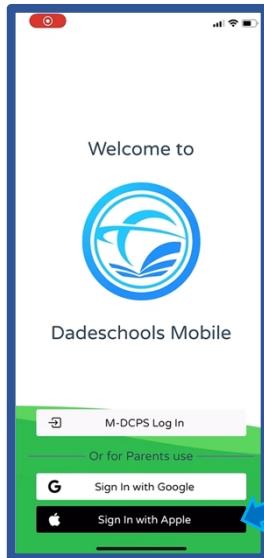 Welcome to
Dadeschools Mobile
M-DCPS Log In
Or for Parents use
Sign In with Google
Sign In with Apple